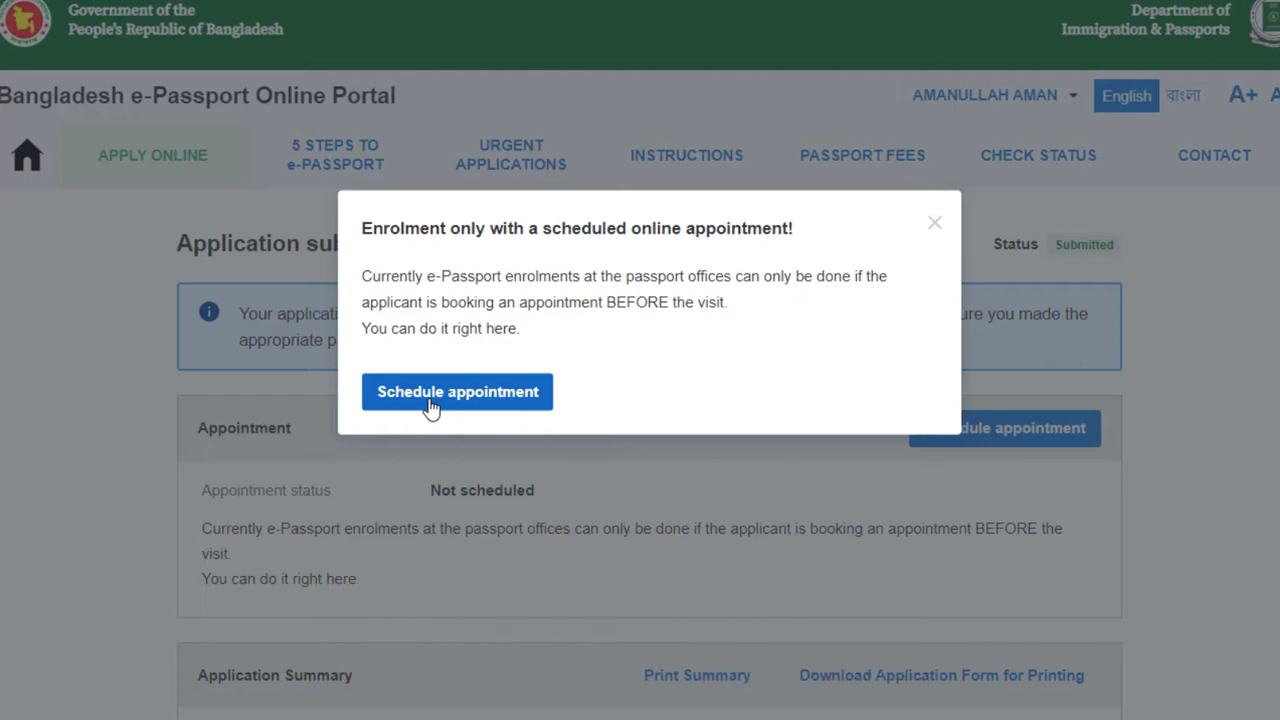 Government of the
People's Republic of Bangladesh
Department of
Immigration & Passports
Bangladesh e-Passport Online Portal
AMANULLAH AMAN
English
বাংলা
A+
APPLY ONLINE
5 STEPS TO
e-PASSPORT
URGENT
APPLICATIONS
INSTRUCTIONS
PASSPORT FEES
CHECK STATUS
CONTACT
Enrolment only with a scheduled online appointment!
Currently e-Passport enrolments at the passport offices can only be done if the
applicant is booking an appointment BEFORE the visit.
You can do it right here.
Schedule appointment
Application
Status
Submitted
Your
you made the
appropriate
Appointment
appointment
Appointment status
Not scheduled
Currently e-Passport enrolments at the passport offices can only be done if the applicant is booking an appointment BEFORE the
visit.
You can do it right here.
Application Summary
Print Summary
Download Application Form for Printing